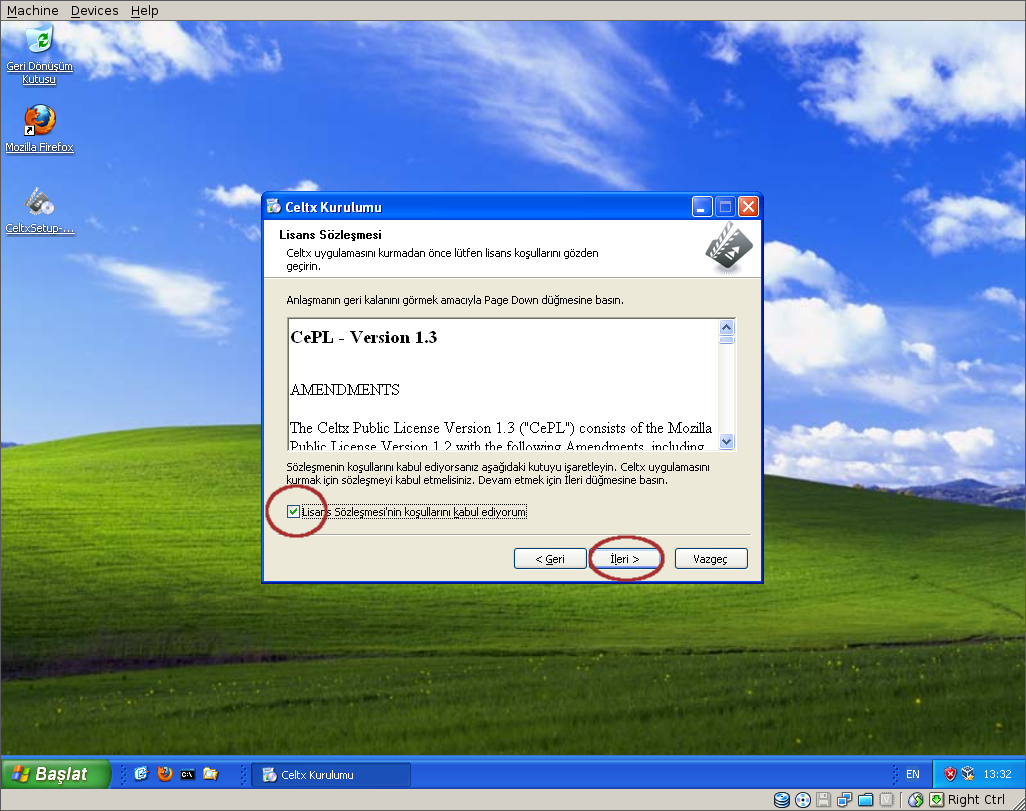 Machine Devices Help
Geri Dönüşüm
Kutusu
Mozilla Firefox
CeltxSetup-...
Celtx Kurulumu
Lisans Sözleşmesi
Celtx uygulamasını kurmadan önce lütfen lisans koşullarını gözden
geçirin.
Anlaşmanın geri kalanını görmek amacıyla Page Down düğmesine basın.
CePL - Version 1.3
AMENDMENTS
The Celtx Public License Version 1.3 ("CePL") consists of the Mozilla
Public License Version 1.2 with the following Amendments, including
Sözleşmenin koşullarını kabul ediyorsanız aşağıdaki kutuyu işaretleyin. Celtx uygulamasını
kurmak için sözleşmeyi kabul etmelisiniz. Devam etmek için İleri düğmesine basın.
Lisans Sözleşmesi'nin koşullarını kabul ediyorum
< Geri
İleri >
Vazgeç
Başlat
Celtx Kurulumu
EN
13:32
Right Ctrl